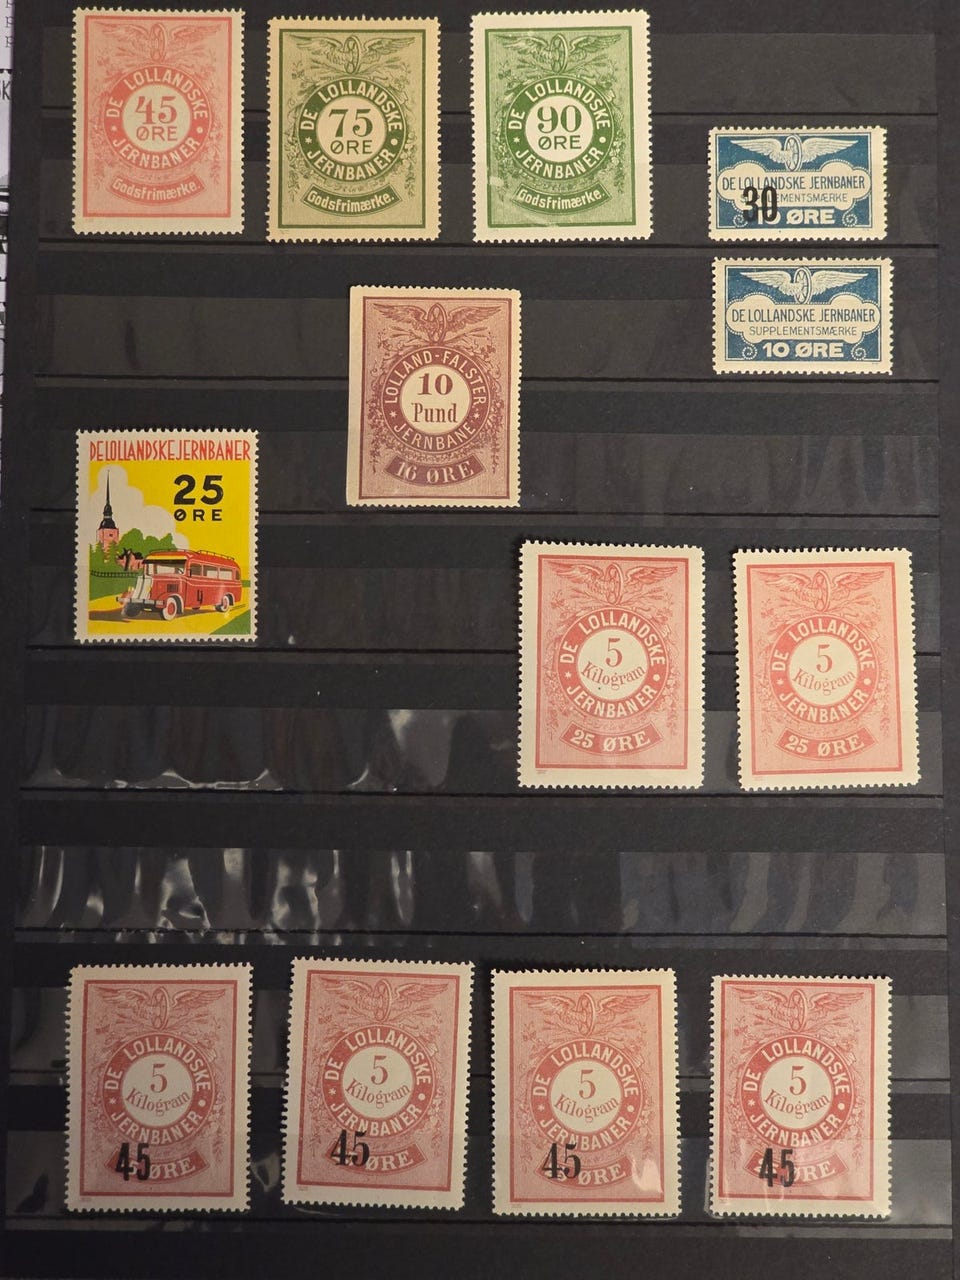 DE LOLLANDSKE
45
ØRE
JERNBANER
Godsfrimærke.
DE LOLLANDSKE
75
ØRE
JERNBANER
Godsfrimærke.
DE LOLLANDSKE
90
ØRE
JERNBANER
Godsfrimærke.
DE LOLLANDSKE JERNBANER
30
ØRE
DE LOLLANDSKE JERNBANER
SUPPLEMENTSMÆRKE
10 ØRE
LOLLAND-FALSTER
10
Pund
JERNBANE
16 ØRE
DE LOLLANDSKE JERNBANER
25
ØRE
DE LOLLANDSKE
5
Kilogram
JERNBANER
25 ØRE
DE LOLLANDSKE
5
Kilogram
JERNBANER
25 ØRE
DE LOLLANDSKE
5
Kilogram
JERNBANER
45
ØRE
DE LOLLANDSKE
5
Kilogram
JERNBANER
45
ØRE
DE LOLLANDSKE
5
Kilogram
JERNBANER
45
ØRE
DE LOLLANDSKE
5
Kilogram
JERNBANER
45
ØRE